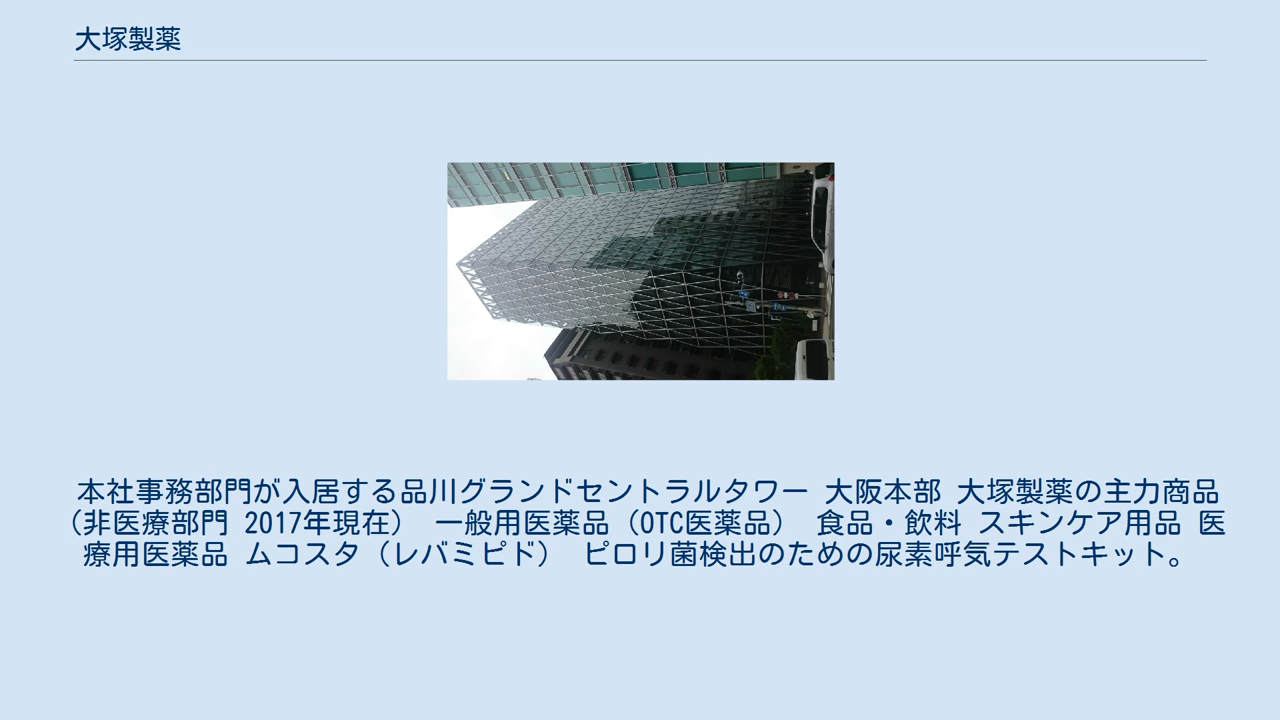 大塚製薬
本社事務部門が入居する品川グランドセントラルタワー 大阪本部 大塚製薬の主力商品
（非医療部門 2017年現在） 一般用医薬品（OTC医薬品） 食品・飲料 スキンケア用品 医
療用医薬品 ムコスタ（レバミピド） ピロリ菌検出のための尿素呼気テストキット。